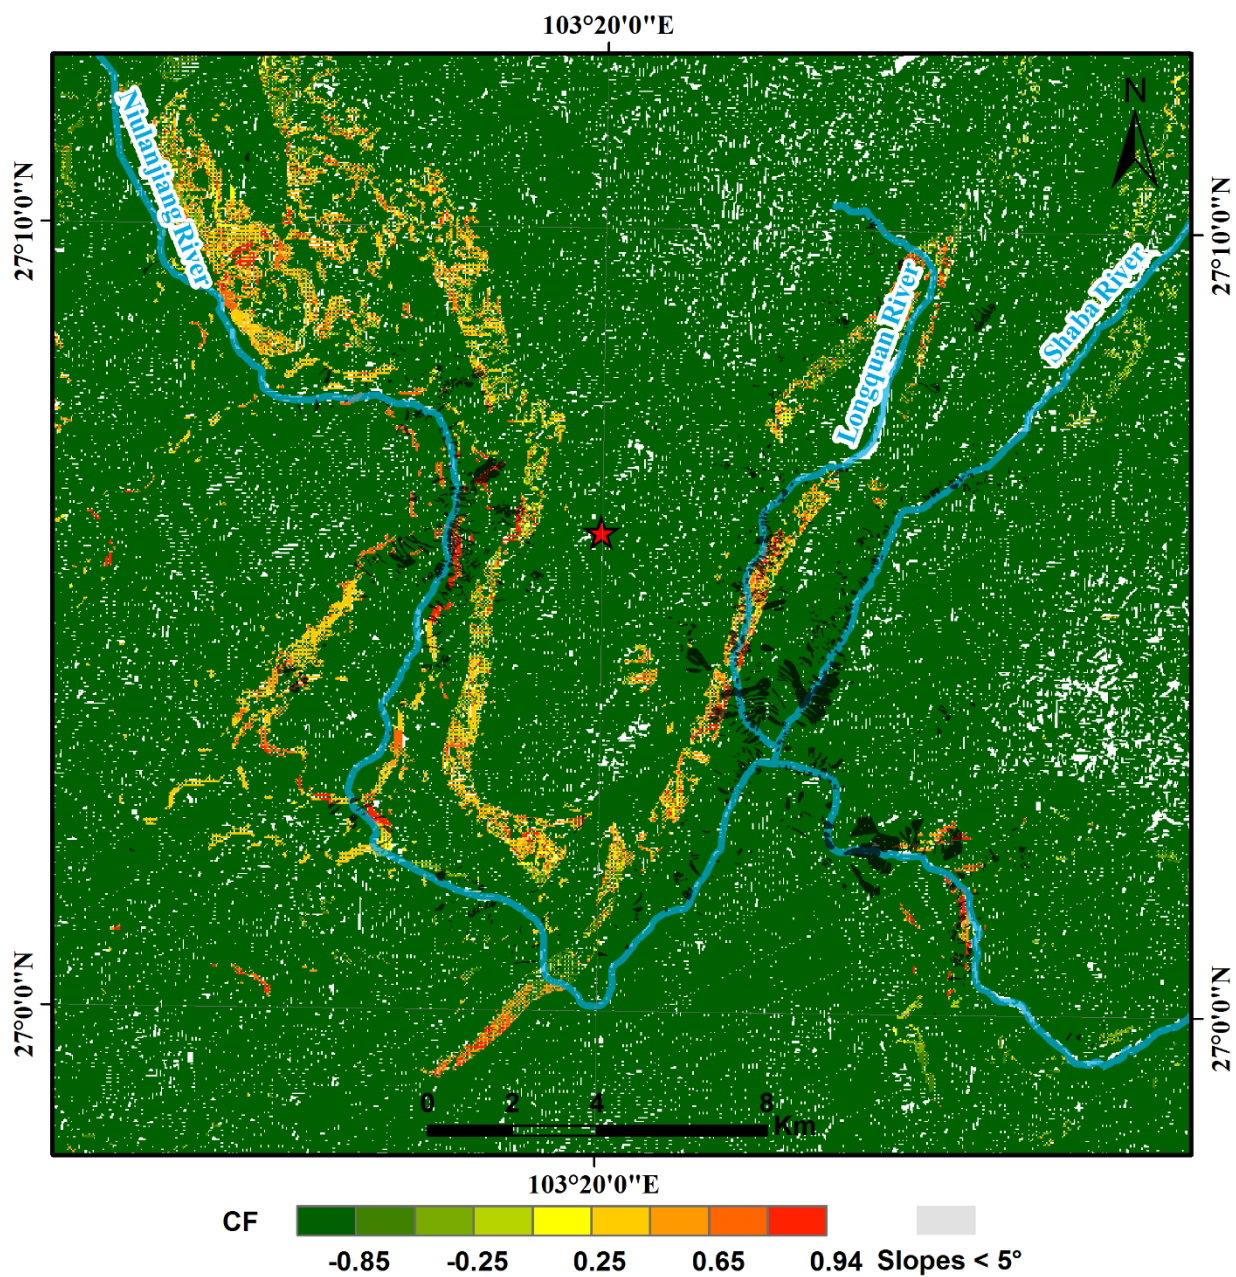 103°20'0"E
N
Niulanjiang River
27°10'0"N
27°10'0"N
Longquan River
Shaba River
27°0'0"N
27°0'0"N
0 2 4 8
Km
103°20'0"E
CF
-0.85 -0.25 0.25 0.65 0.94 Slopes < 5°